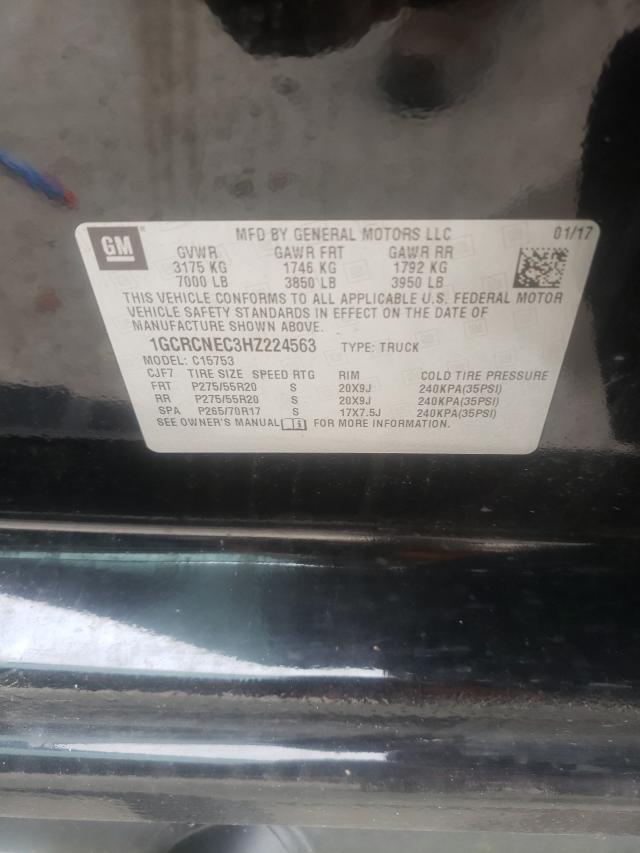 GM
MFD BY GENERAL MOTORS LLC 01/17
GVWR GAWR FRT GAWR RR
3175 KG 1746 KG 1792 KG
7000 LB 3850 LB 3950 LB
THIS VEHICLE CONFORMS TO ALL APPLICABLE U.S. FEDERAL MOTOR
VEHICLE SAFETY STANDARDS IN EFFECT ON THE DATE OF
MANUFACTURE SHOWN ABOVE.
1GCRCNEC3HZ224563 TYPE: TRUCK
MODEL: C15753
CJF7 TIRE SIZE SPEED RTG RIM COLD TIRE PRESSURE
FRT P275/55R20 S 20X9J 240KPA(35PSI)
RR P275/55R20 S 20X9J 240KPA(35PSI)
SPA P265/70R17 S 17X7.5J 240KPA(35PSI)
SEE OWNER'S MANUAL i FOR MORE INFORMATION.